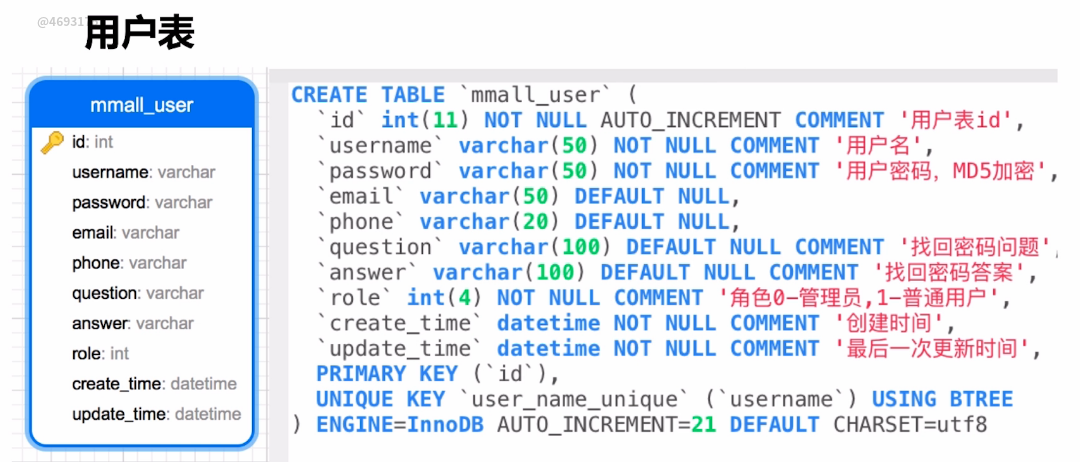 @46931
用户表
mmall_user
id: int
username: varchar
password: varchar
email: varchar
phone: varchar
question: varchar
answer: varchar
role: int
create_time: datetime
update_time: datetime
CREATE TABLE `mmall_user` (
`id` int(11) NOT NULL AUTO_INCREMENT COMMENT '用户表id',
`username` varchar(50) NOT NULL COMMENT '用户名',
`password` varchar(50) NOT NULL COMMENT '用户密码，MD5加密',
`email` varchar(50) DEFAULT NULL,
`phone` varchar(20) DEFAULT NULL,
`question` varchar(100) DEFAULT NULL COMMENT '找回密码问题',
`answer` varchar(100) DEFAULT NULL COMMENT '找回密码答案',
`role` int(4) NOT NULL COMMENT '角色0-管理员,1-普通用户',
`create_time` datetime NOT NULL COMMENT '创建时间',
`update_time` datetime NOT NULL COMMENT '最后一次更新时间',
PRIMARY KEY (`id`),
UNIQUE KEY `user_name_unique` (`username`) USING BTREE
) ENGINE=InnoDB AUTO_INCREMENT=21 DEFAULT CHARSET=utf8